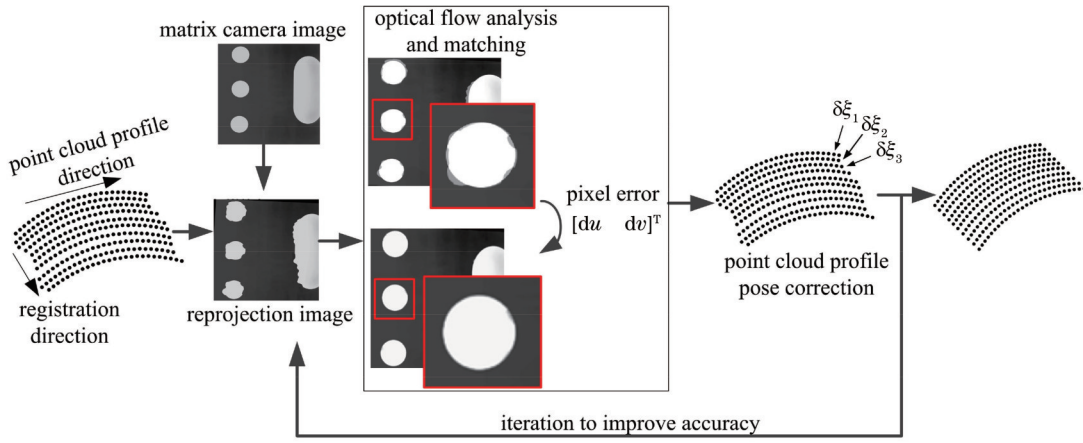 matrix camera image
point cloud profile
direction
registration
direction
reprojection image
optical flow analysis
and matching
pixel error
[du dv]ᵀ
δξ₁
δξ₂
δξ₃
point cloud profile
pose correction
iteration to improve accuracy